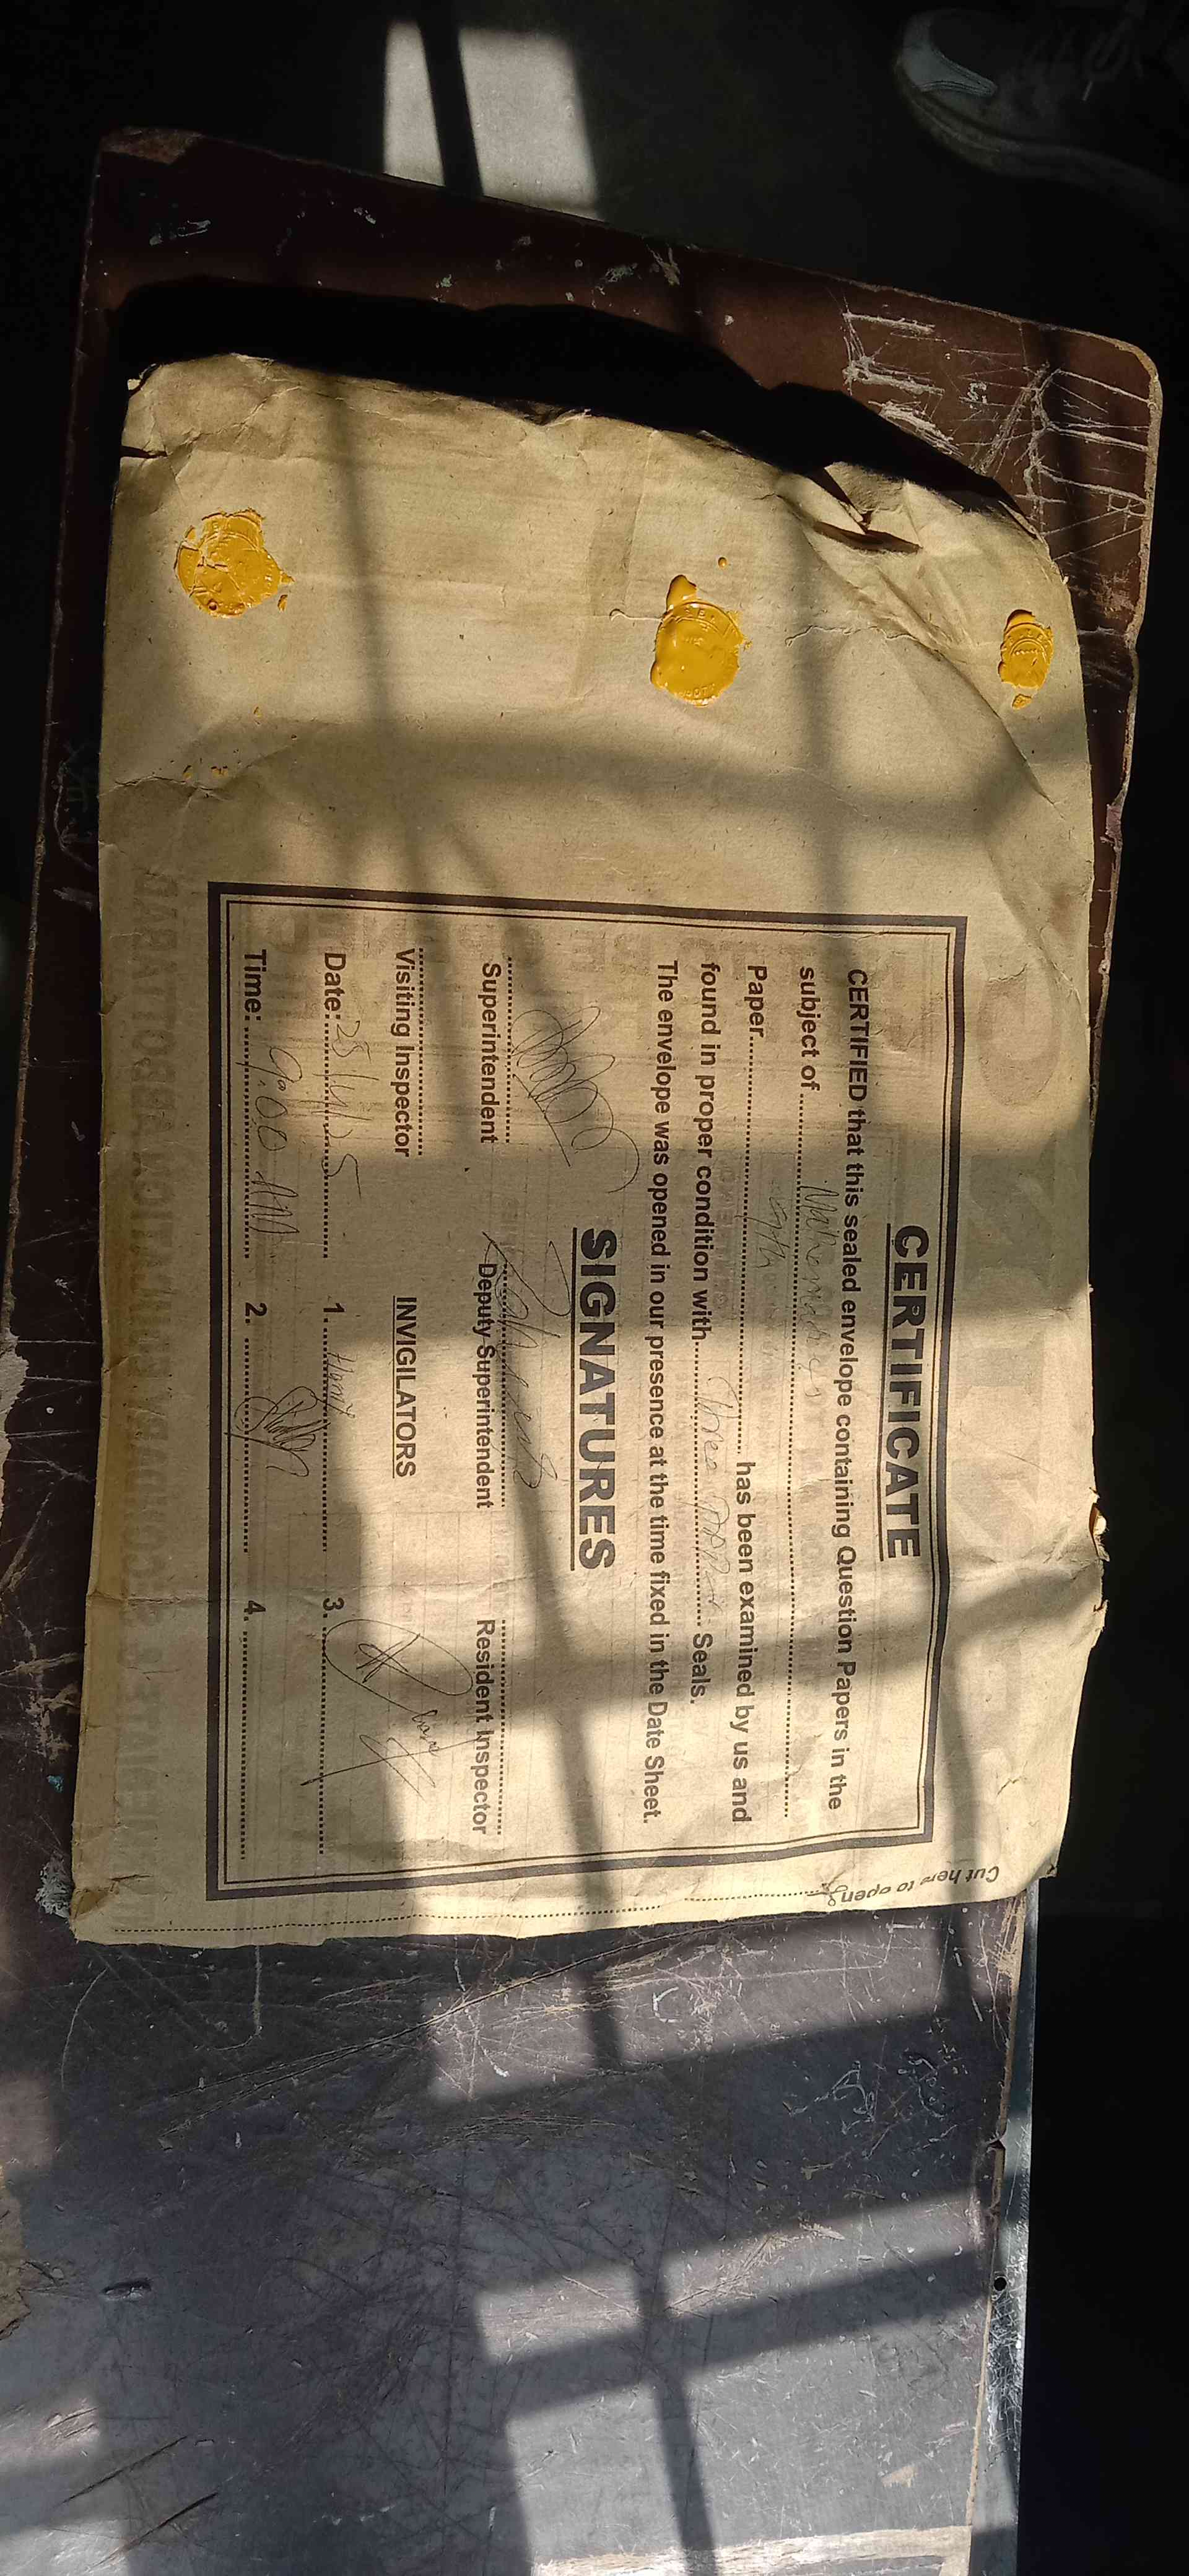 CERTIFICATE
CERTIFIED that this sealed envelope containing Question Papers in the
subject of Mathematics
Paper has been examined by us and
found in proper condition with three Seals.
The envelope was opened in our presence at the time fixed in the Date Sheet.
SIGNATURES
Superintendent Deputy Superintendent Resident Inspector
Visiting Inspector INVIGILATORS
Date: 1. 3.
Time: 9:00 AM 2. 4.
Cut here to open